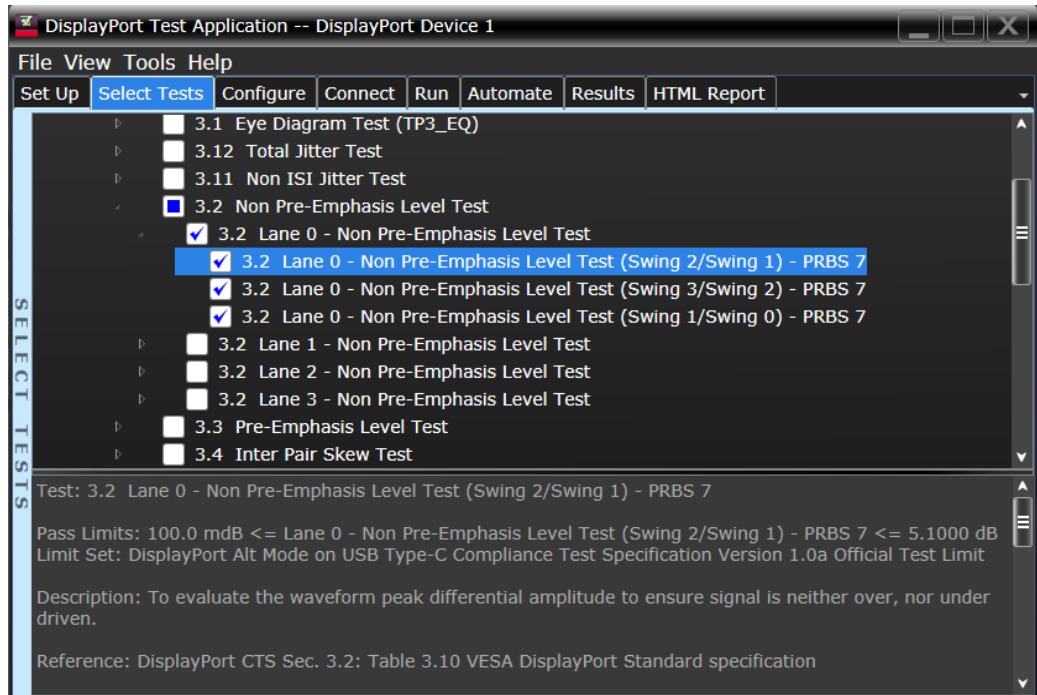 DisplayPort Test Application -- DisplayPort Device 1
File View Tools Help
Set Up Select Tests Configure Connect Run Automate Results HTML Report
SELECT TESTS
3.1 Eye Diagram Test (TP3_EQ)
3.12 Total Jitter Test
3.11 Non ISI Jitter Test
3.2 Non Pre-Emphasis Level Test
3.2 Lane 0 - Non Pre-Emphasis Level Test
3.2 Lane 0 - Non Pre-Emphasis Level Test (Swing 2/Swing 1) - PRBS 7
3.2 Lane 0 - Non Pre-Emphasis Level Test (Swing 3/Swing 2) - PRBS 7
3.2 Lane 0 - Non Pre-Emphasis Level Test (Swing 1/Swing 0) - PRBS 7
3.2 Lane 1 - Non Pre-Emphasis Level Test
3.2 Lane 2 - Non Pre-Emphasis Level Test
3.2 Lane 3 - Non Pre-Emphasis Level Test
3.3 Pre-Emphasis Level Test
3.4 Inter Pair Skew Test
Test: 3.2 Lane 0 - Non Pre-Emphasis Level Test (Swing 2/Swing 1) - PRBS 7
Pass Limits: 100.0 mdB <= Lane 0 - Non Pre-Emphasis Level Test (Swing 2/Swing 1) - PRBS 7 <= 5.1000 dB
Limit Set: DisplayPort Alt Mode on USB Type-C Compliance Test Specification Version 1.0a Official Test Limit
Description: To evaluate the waveform peak differential amplitude to ensure signal is neither over, nor under
driven.
Reference: DisplayPort CTS Sec. 3.2: Table 3.10 VESA DisplayPort Standard specification